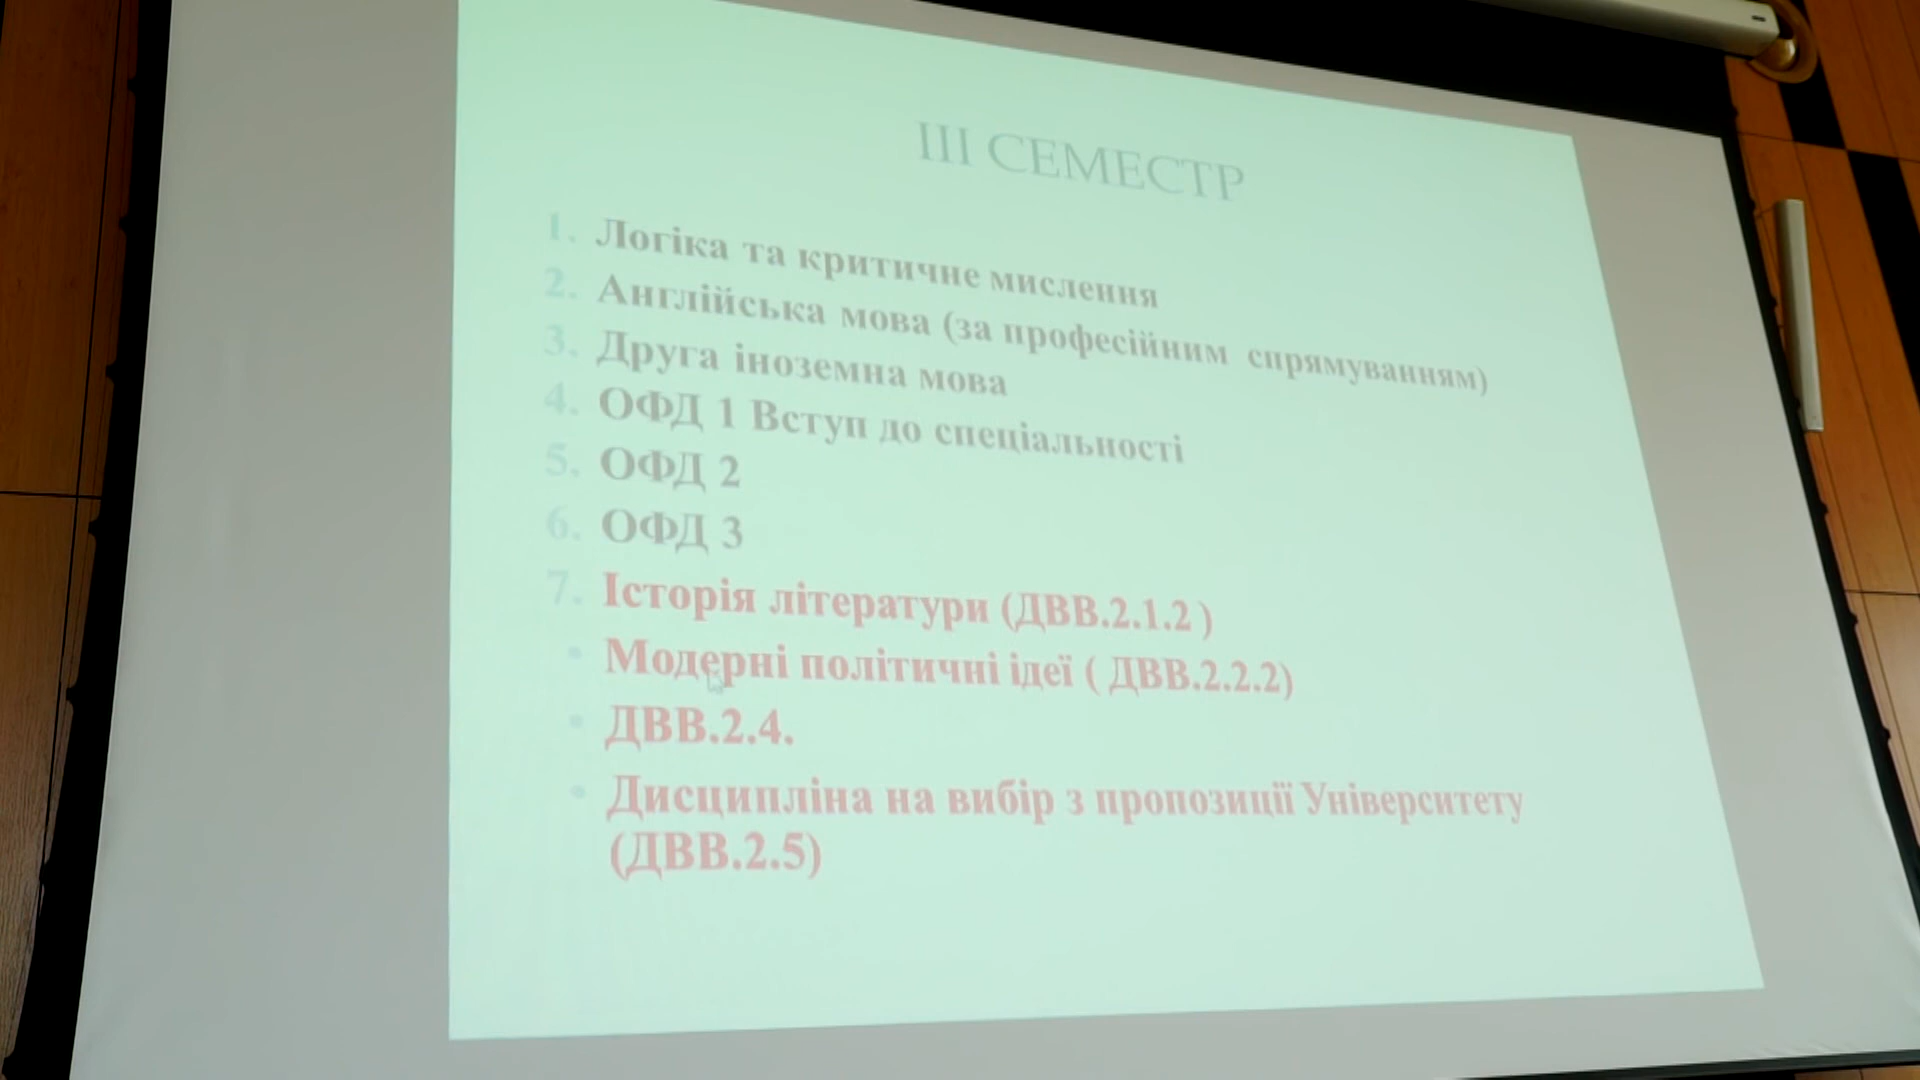 III СЕМЕСТР
1. Логіка та критичне мислення
2. Англійська мова (за професійним спрямуванням)
3. Друга іноземна мова
4. ОФД 1 Вступ до спеціальності
5. ОФД 2
6. ОФД 3
7. Історія літератури (ДВВ.2.1.2 )
• Модерні політичні ідеї ( ДВВ.2.2.2)
• ДВВ.2.4.
• Дисципліна на вибір з пропозиції Університету
(ДВВ.2.5)